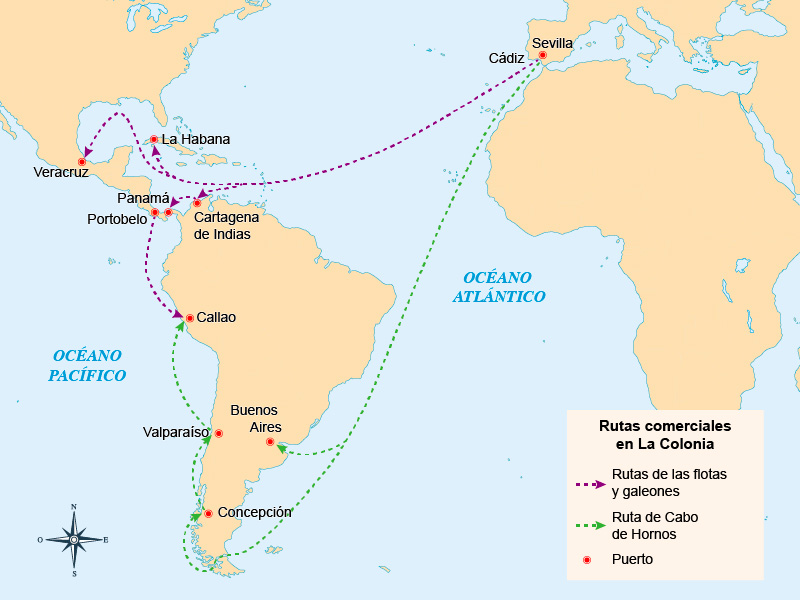 Sevilla
Cádiz
La Habana
Veracruz
Panamá
Portobelo
Cartagena
de Indias
OCÉANO
ATLÁNTICO
Callao
OCÉANO
PACÍFICO
Buenos
Aires
Valparaíso
Concepción
Rutas comerciales
en La Colonia
Rutas de las flotas
y galeones
Ruta de Cabo
de Hornos
Puerto
N
O
E
S